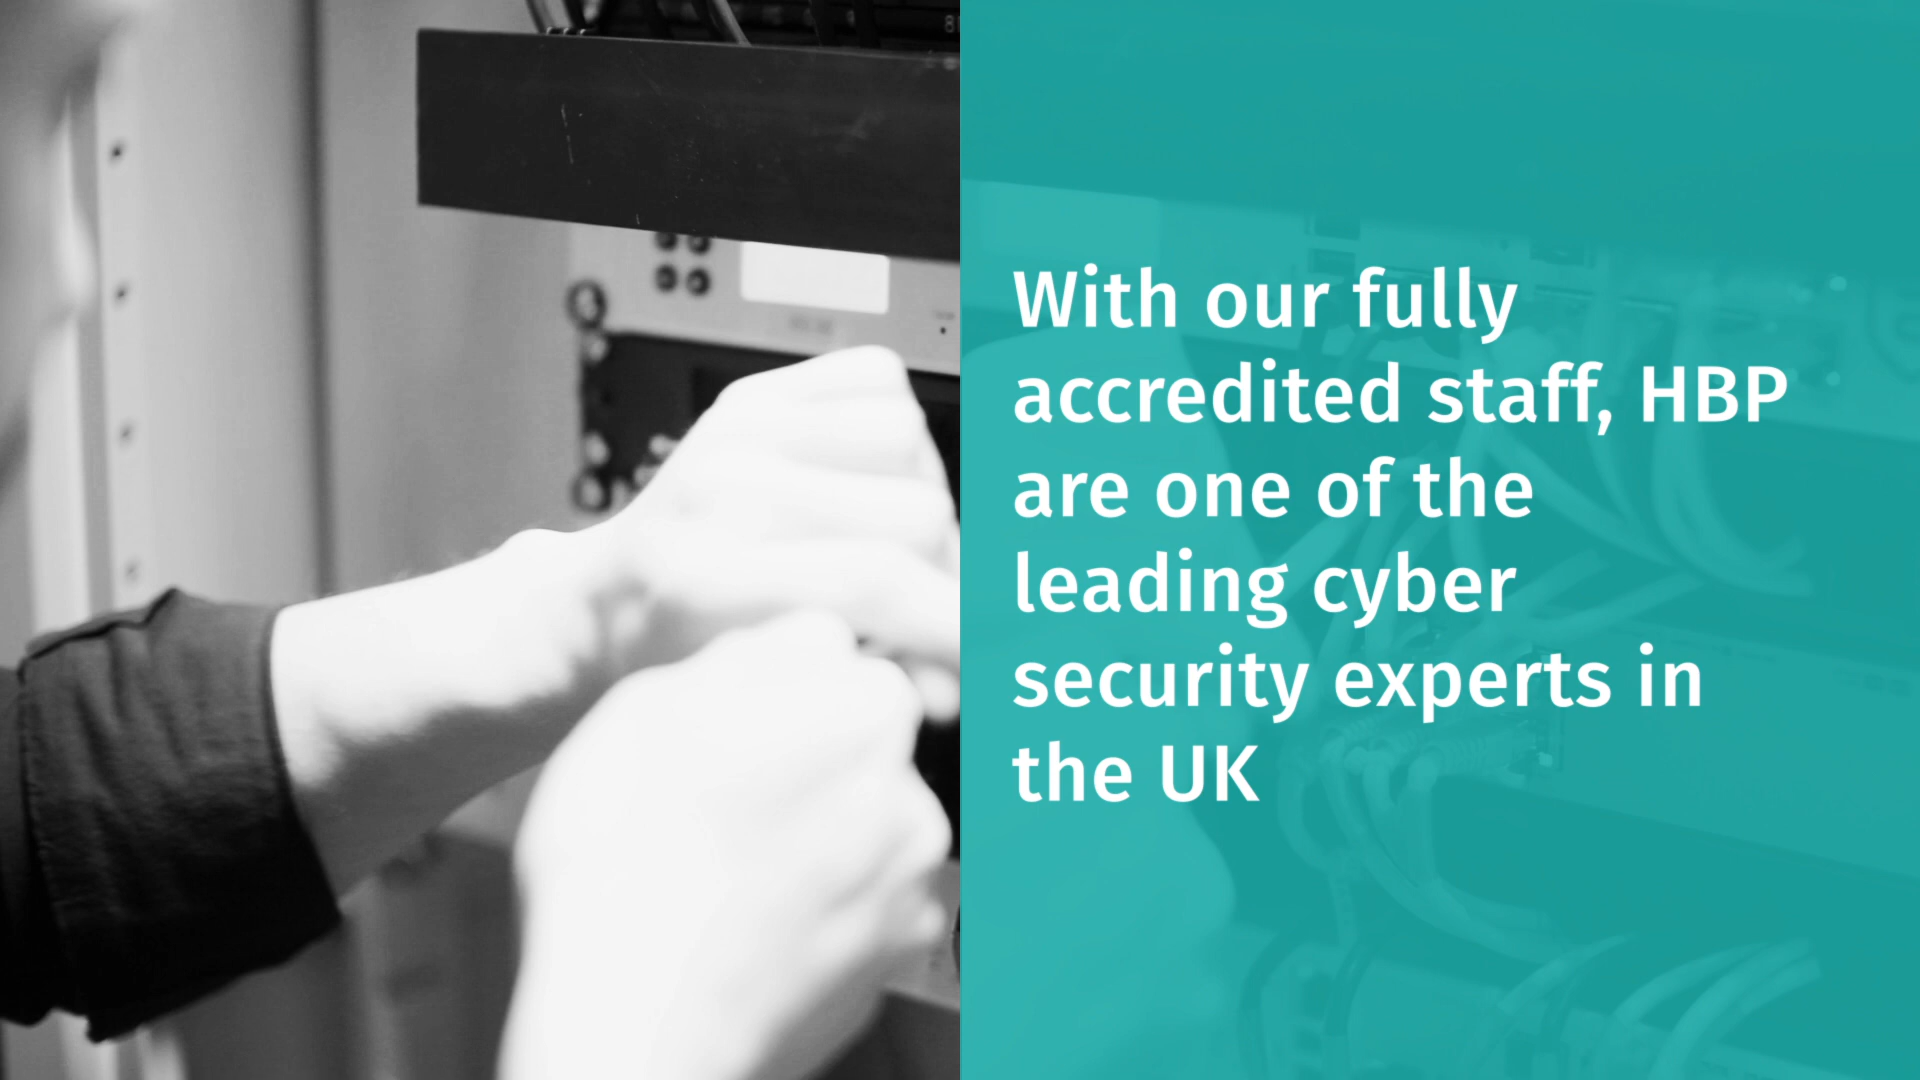 With our fully
accredited staff, HBP
are one of the
leading cyber
security experts in
the UK